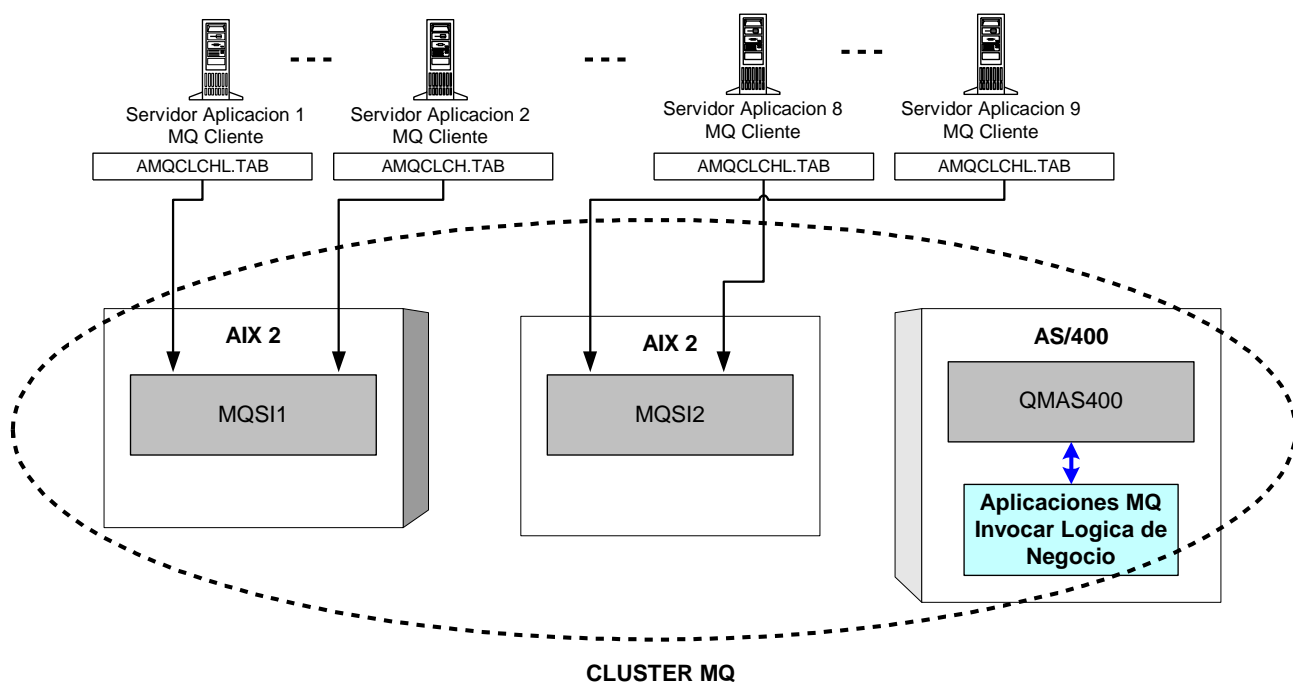 Servidor Aplicacion 1
MQ Cliente
AMQCLCHL.TAB
Servidor Aplicacion 2
MQ Cliente
AMQCLCH.TAB
Servidor Aplicacion 8
MQ Cliente
AMQCLCHL.TAB
Servidor Aplicacion 9
MQ Cliente
AMQCLCHL.TAB
AIX 2
MQSI1
AIX 2
MQSI2
AS/400
QMAS400
Aplicaciones MQ
Invocar Logica de
Negocio
CLUSTER MQ